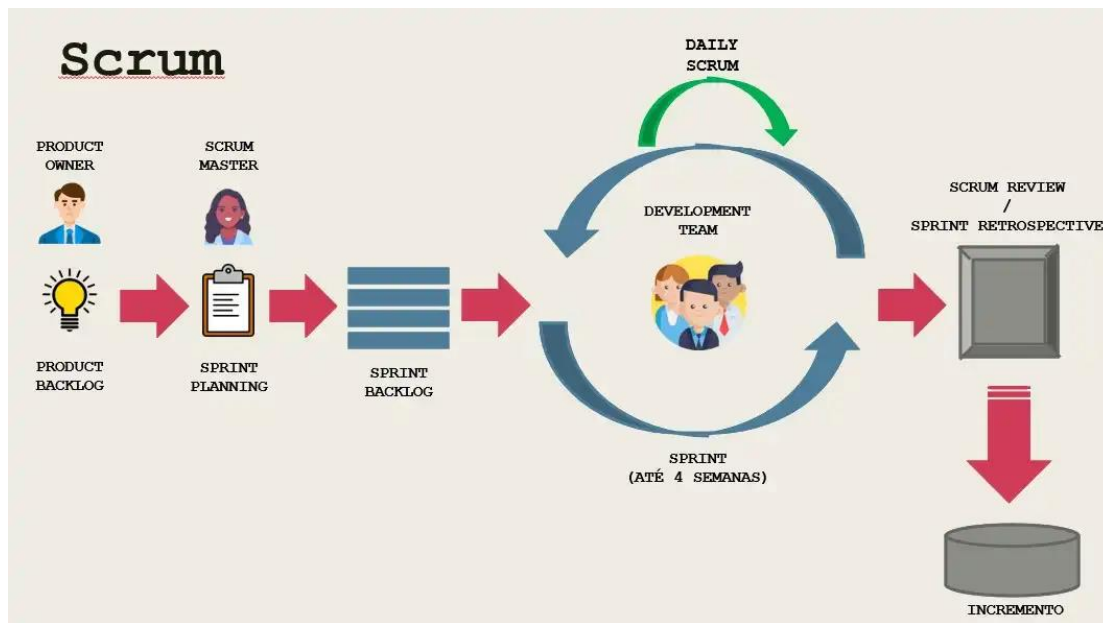 Scrum
DAILY
SCRUM
PRODUCT
OWNER
SCRUM
MASTER
SCRUM REVIEW
/
SPRINT RETROSPECTIVE
DEVELOPMENT
TEAM
PRODUCT
BACKLOG
SPRINT
PLANNING
SPRINT
BACKLOG
SPRINT
(ATÉ 4 SEMANAS)
INCREMENTO